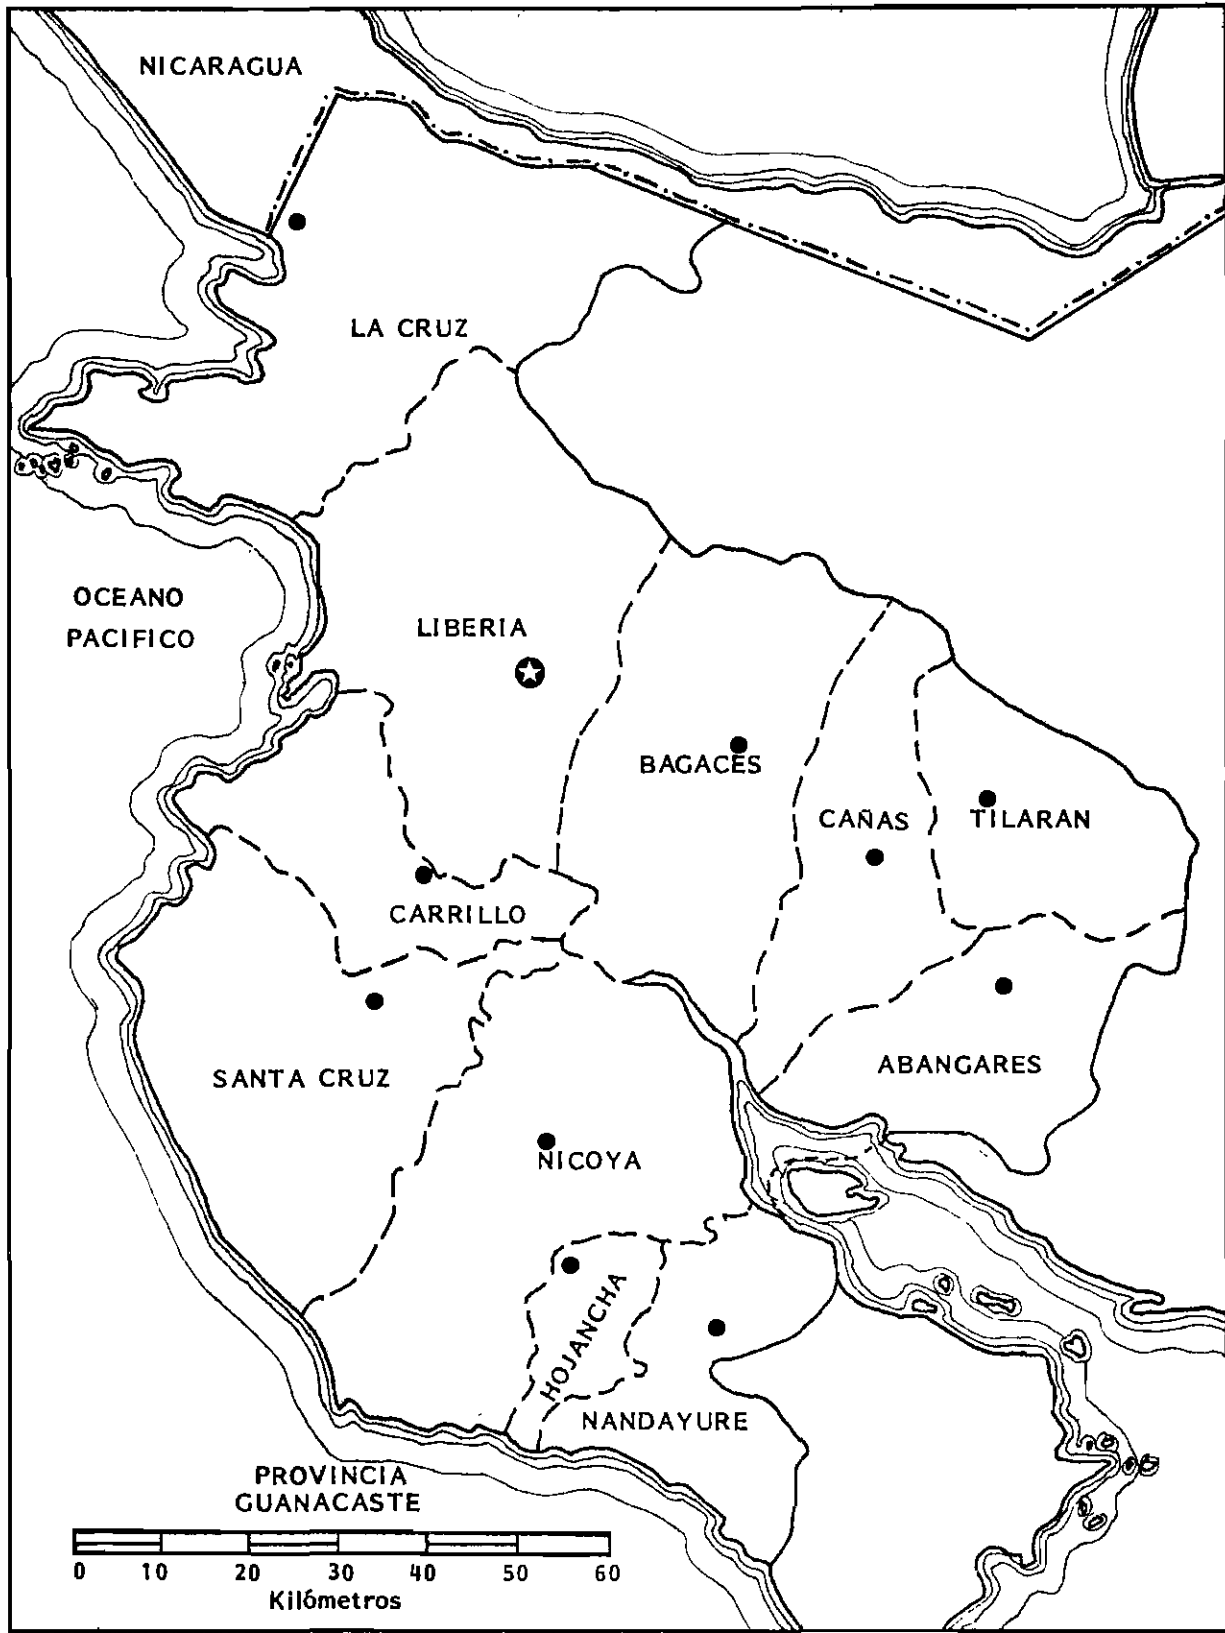 NICARAGUA
LA CRUZ
OCEANO
PACIFICO
LIBERIA
BAGACES
CAÑAS
TILARAN
CARRILLO
SANTA CRUZ
ABANGARES
NICOYA
HOJANCHA
NANDAYURE
PROVINCIA
GUANACASTE
0 10 20 30 40 50 60
Kilómetros